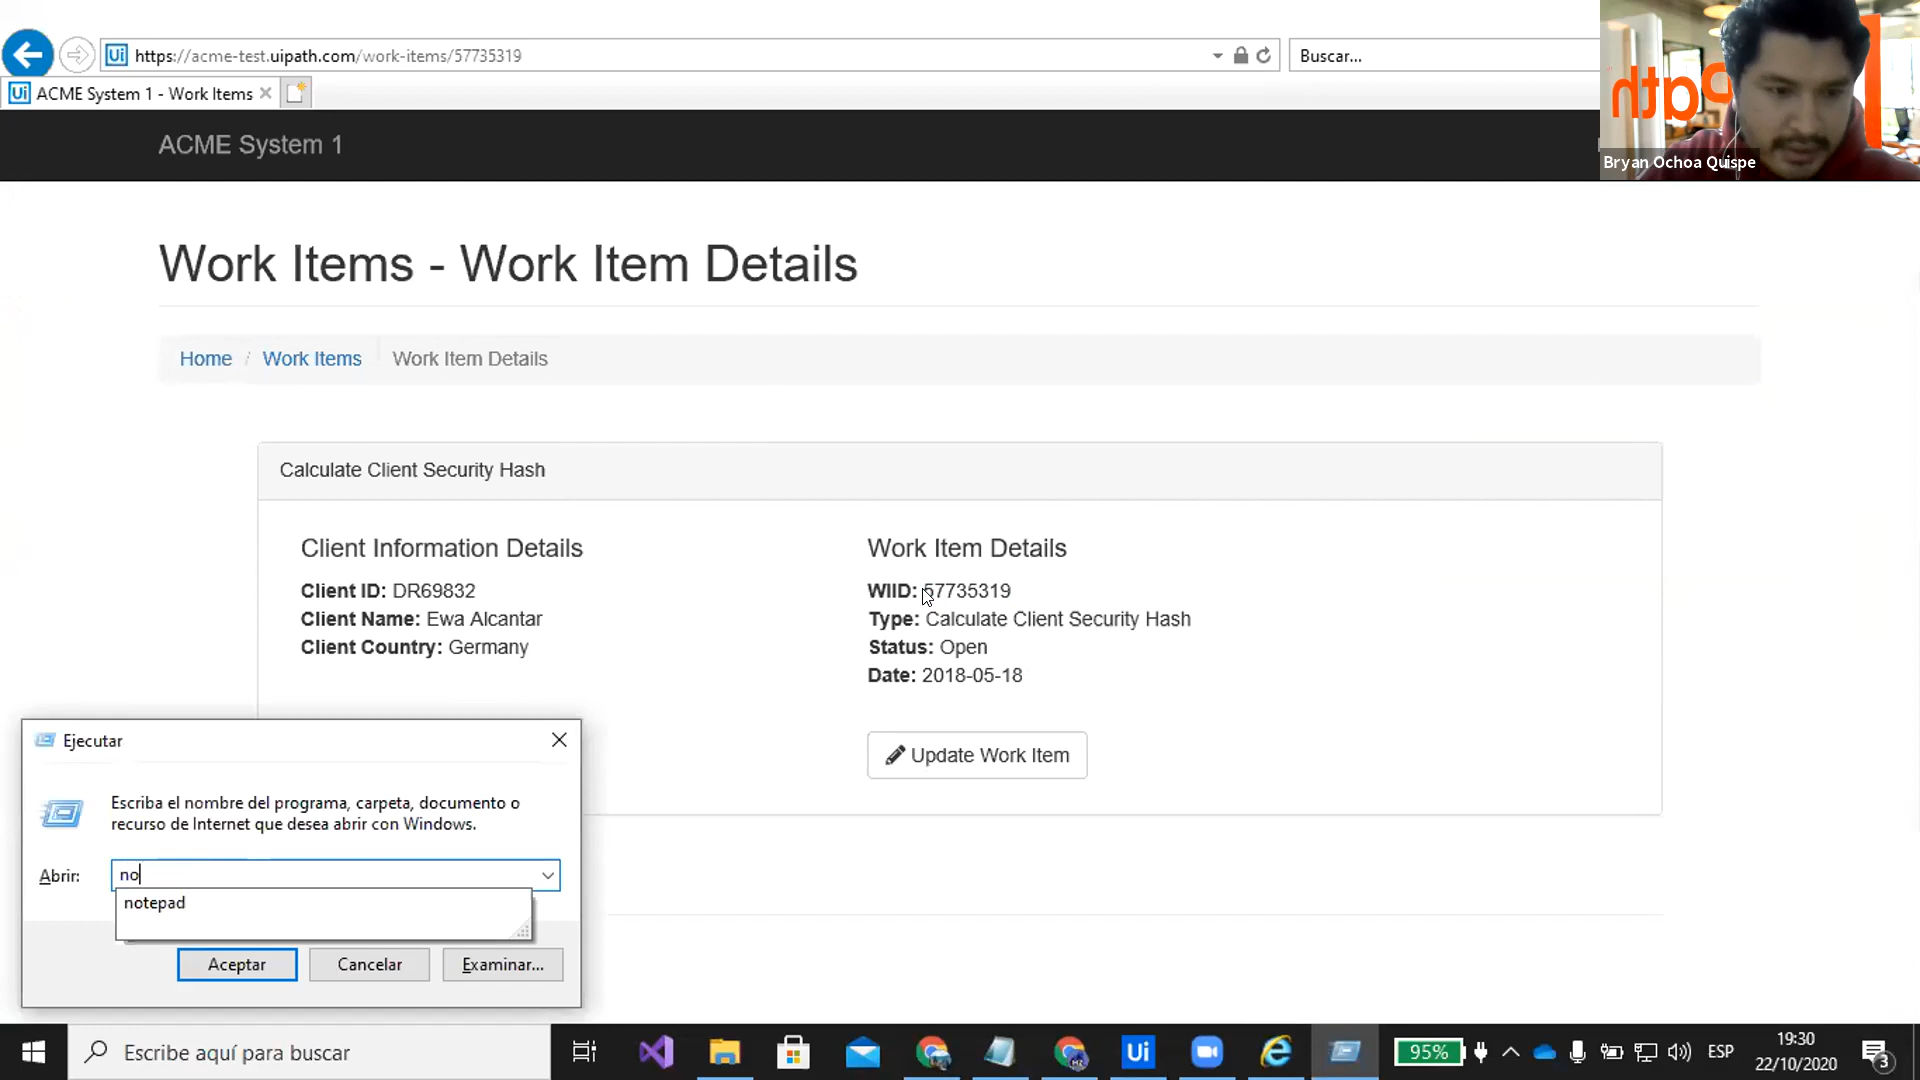 https://acme-test.uipath.com/work-items/57735319
Buscar...
ACME System 1 - Work Items
ACME System 1
Path
Bryan Ochoa Quispe
Work Items - Work Item Details
Home / Work Items Work Item Details
Calculate Client Security Hash
Client Information Details
Client ID: DR69832
Client Name: Ewa Alcantar
Client Country: Germany
Work Item Details
WIID: 57735319
Type: Calculate Client Security Hash
Status: Open
Date: 2018-05-18
Update Work Item
Ejecutar
Escriba el nombre del programa, carpeta, documento o
recurso de Internet que desea abrir con Windows.
Abrir: no
notepad
Aceptar Cancelar Examinar...
Escribe aquí para buscar
Ui
95%
ESP
19:30
22/10/2020
3